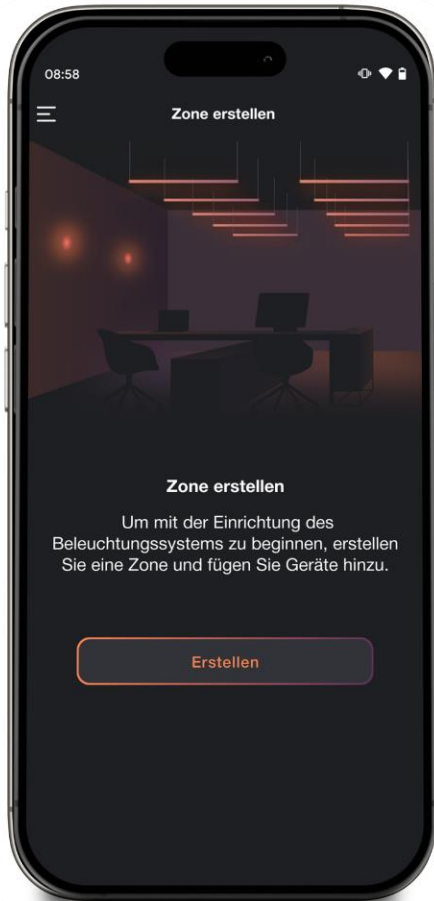 08:58
Zone erstellen
Zone erstellen
Um mit der Einrichtung des
Beleuchtungssystems zu beginnen, erstellen
Sie eine Zone und fügen Sie Geräte hinzu.
Erstellen